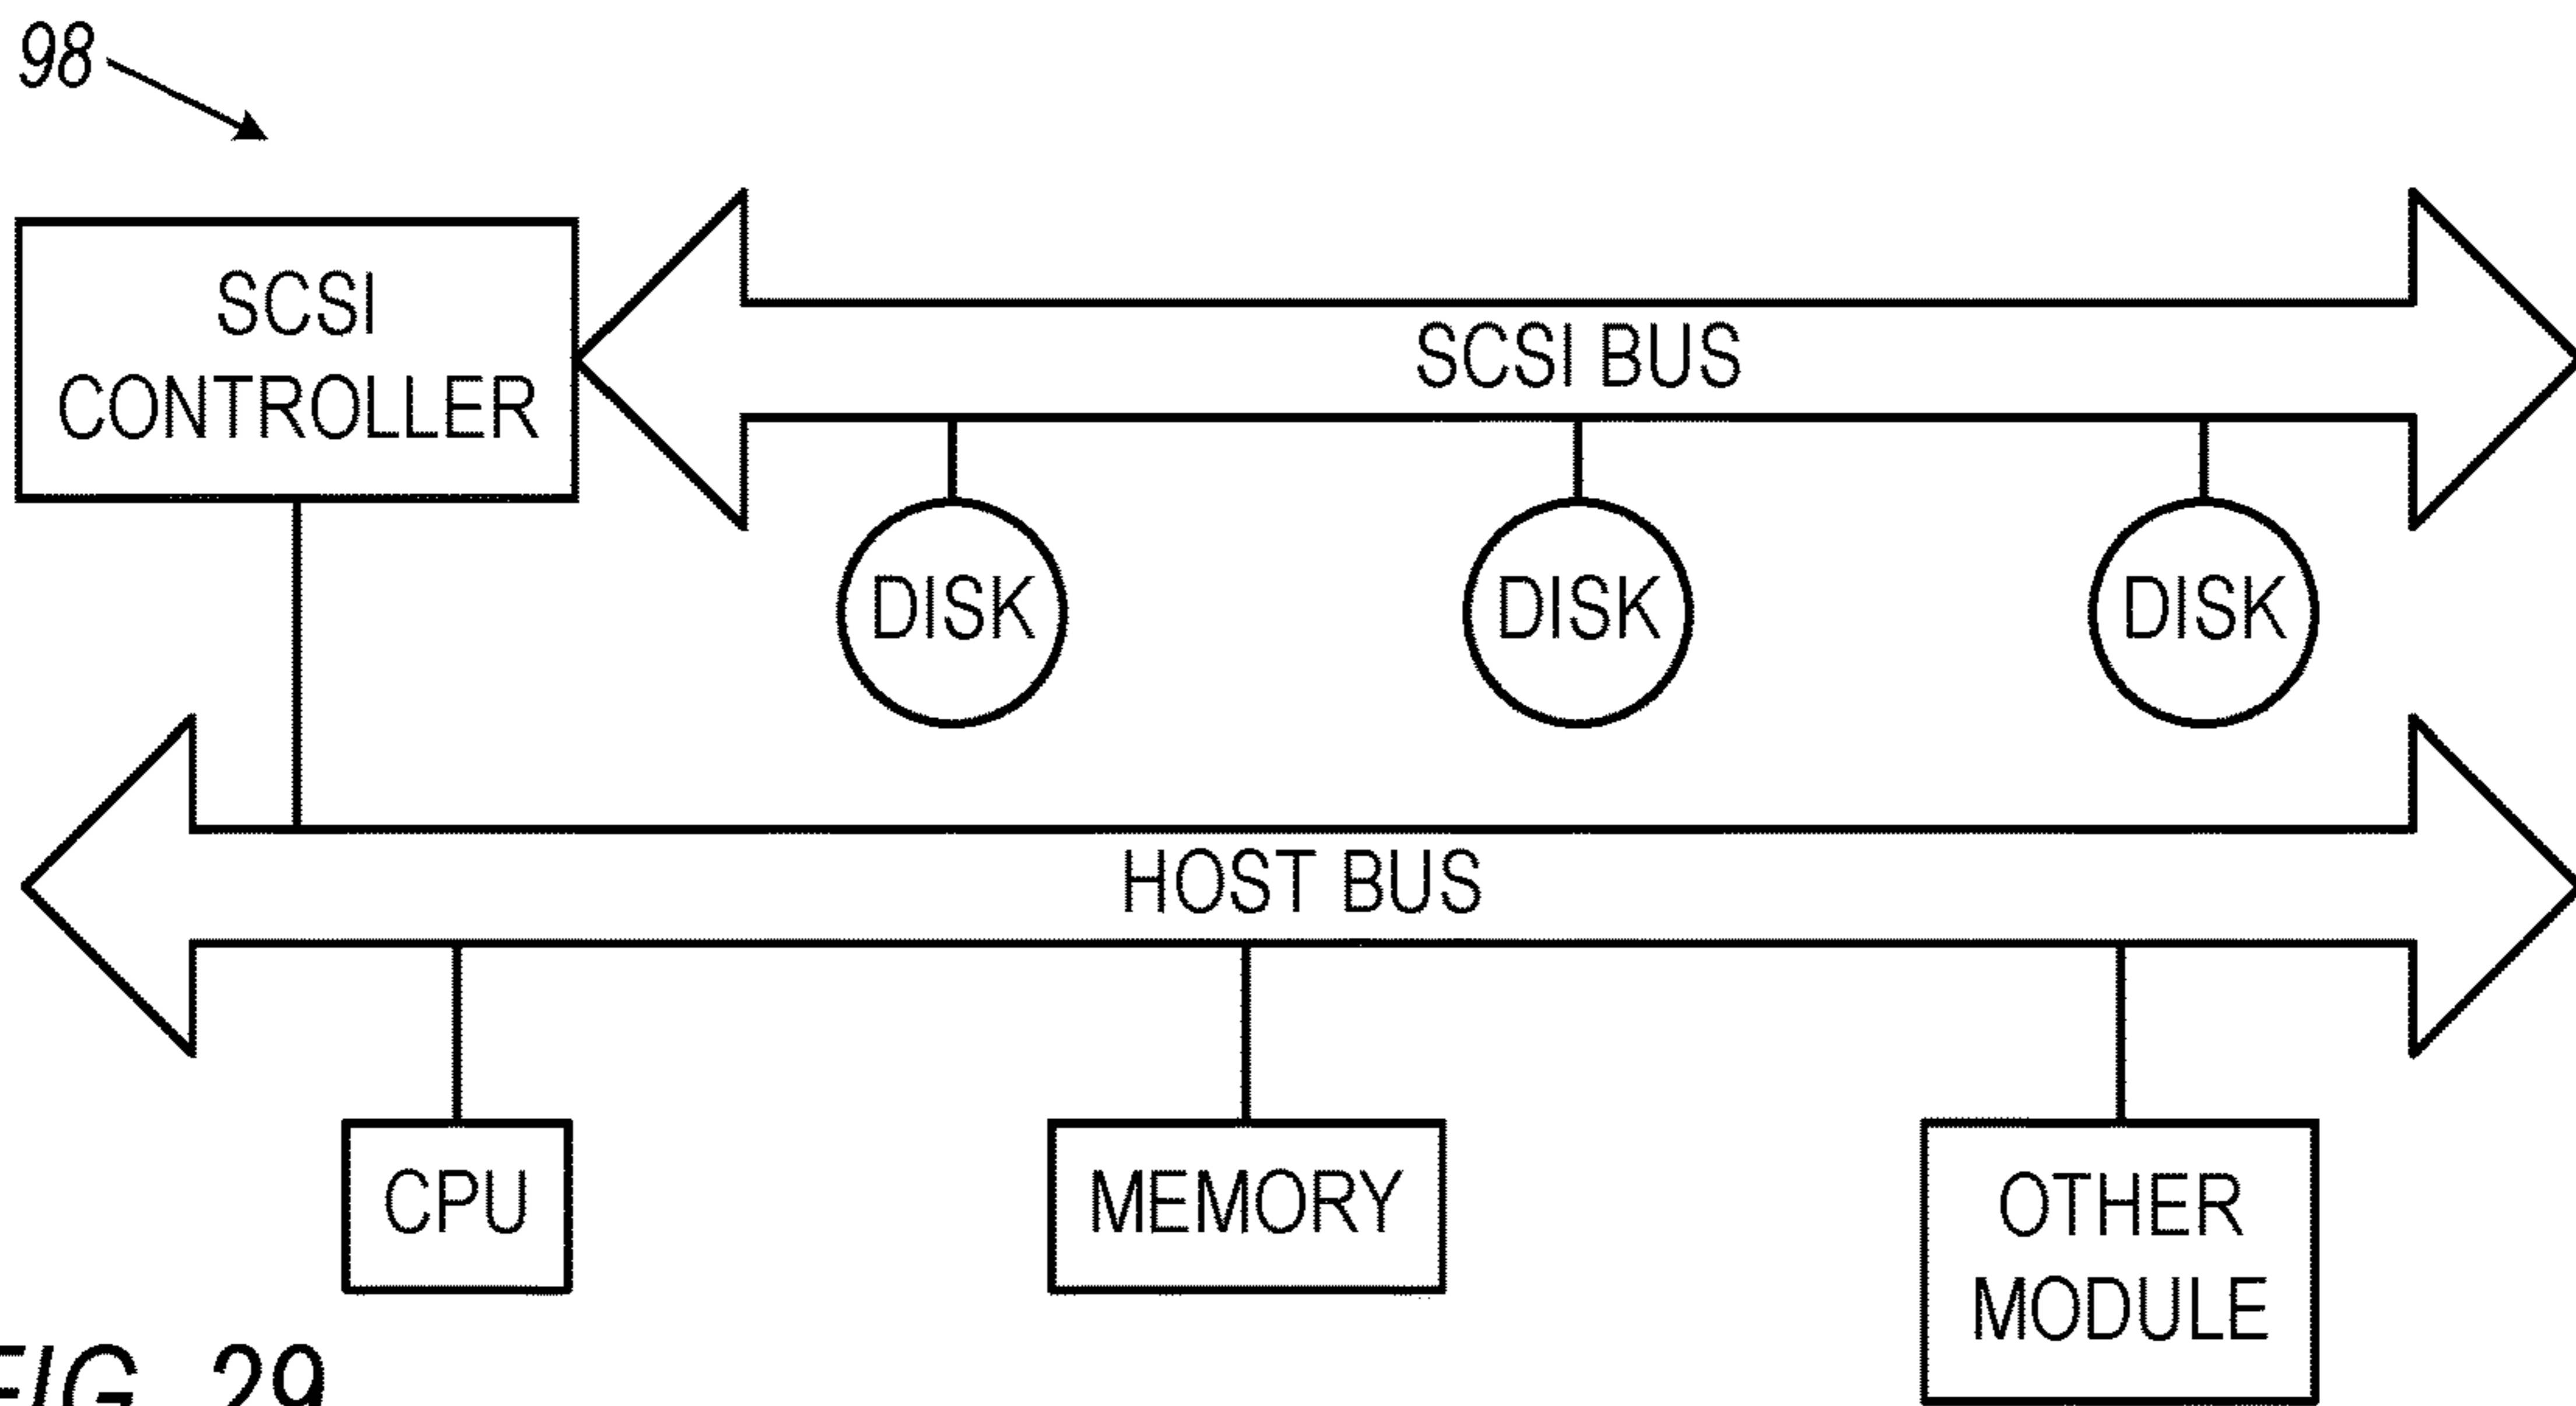 98
SCSI
CONTROLLER
SCSI BUS
DISK
DISK
DISK
HOST BUS
CPU
MEMORY
OTHER
MODULE
FIG. 29